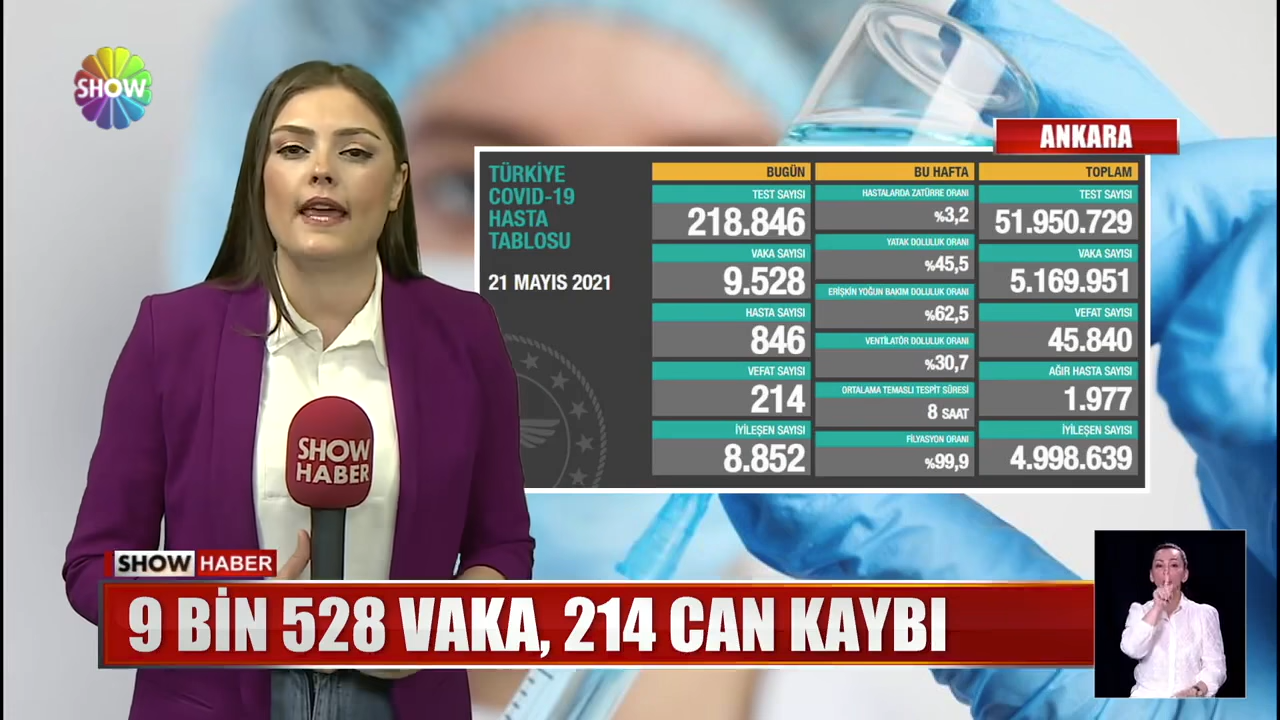 SHOW
ANKARA
TÜRKİYE
COVID-19
HASTA
TABLOSU
21 MAYIS 2021
BUGÜN
TEST SAYISI
218.846
VAKA SAYISI
9.528
HASTA SAYISI
846
VEFAT SAYISI
214
İYİLEŞEN SAYISI
8.852
BU HAFTA
HASTALARDA ZATÜRRE ORANI
%3,2
YATAK DOLULUK ORANI
%45,5
ERİŞKİN YOĞUN BAKIM DOLULUK ORANI
%62,5
VENTİLATÖR DOLULUK ORANI
%30,7
ORTALAMA TEMASLI TESPİT SÜRESİ
8 SAAT
FİLYASYON ORANI
%99,9
TOPLAM
TEST SAYISI
51.950.729
VAKA SAYISI
5.169.951
VEFAT SAYISI
45.840
AĞIR HASTA SAYISI
1.977
İYİLEŞEN SAYISI
4.998.639
SHOW
HABER
SHOW HABER
9 BİN 528 VAKA, 214 CAN KAYBI